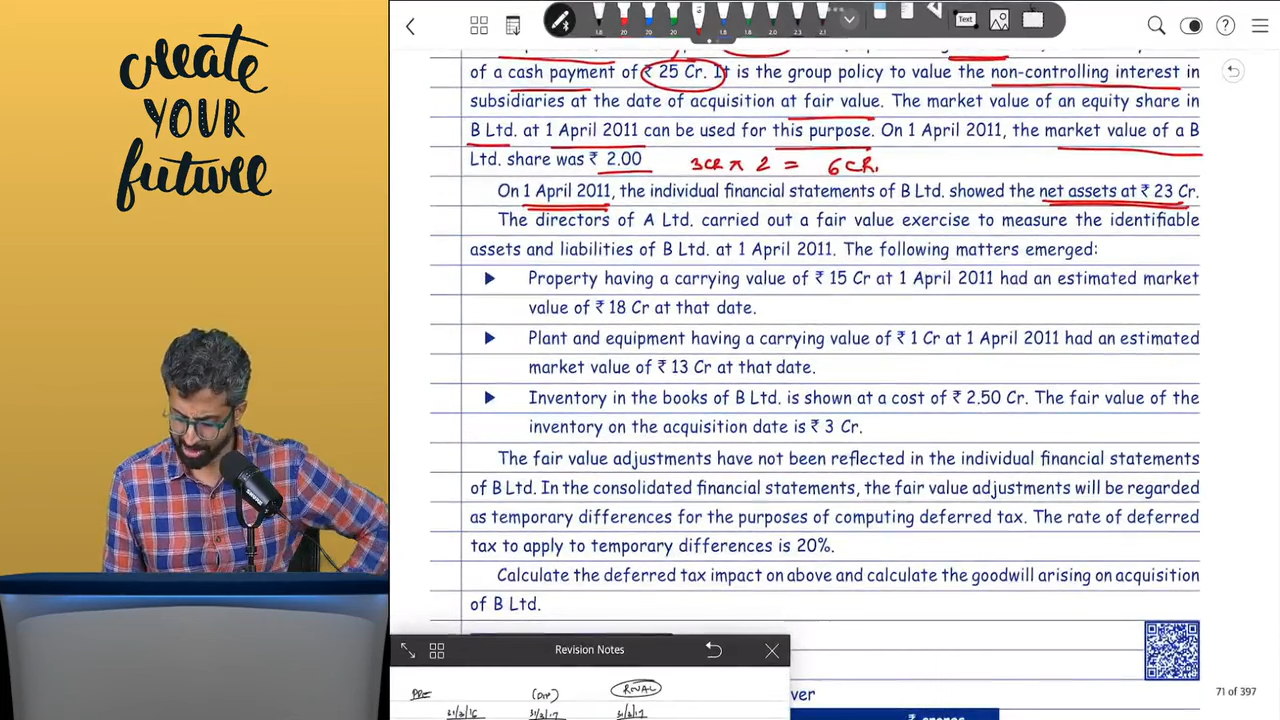 create
YOUR
future
Text
of a cash payment of ₹ 25 Cr. It is the group policy to value the non-controlling interest in
subsidiaries at the date of acquisition at fair value. The market value of an equity share in
B Ltd. at 1 April 2011 can be used for this purpose. On 1 April 2011, the market value of a B
Ltd. share was ₹ 2.00 3CR x 2 = 6CR.
On 1 April 2011, the individual financial statements of B Ltd. showed the net assets at ₹ 23 Cr.
The directors of A Ltd. carried out a fair value exercise to measure the identifiable
assets and liabilities of B Ltd. at 1 April 2011. The following matters emerged:
Property having a carrying value of ₹ 15 Cr at 1 April 2011 had an estimated market
value of ₹ 18 Cr at that date.
Plant and equipment having a carrying value of ₹ 1 Cr at 1 April 2011 had an estimated
market value of ₹ 13 Cr at that date.
Inventory in the books of B Ltd. is shown at a cost of ₹ 2.50 Cr. The fair value of the
inventory on the acquisition date is ₹ 3 Cr.
The fair value adjustments have not been reflected in the individual financial statements
of B Ltd. In the consolidated financial statements, the fair value adjustments will be regarded
as temporary differences for the purposes of computing deferred tax. The rate of deferred
tax to apply to temporary differences is 20%.
Calculate the deferred tax impact on above and calculate the goodwill arising on acquisition
of B Ltd.
Revision Notes
ver
71 of 397